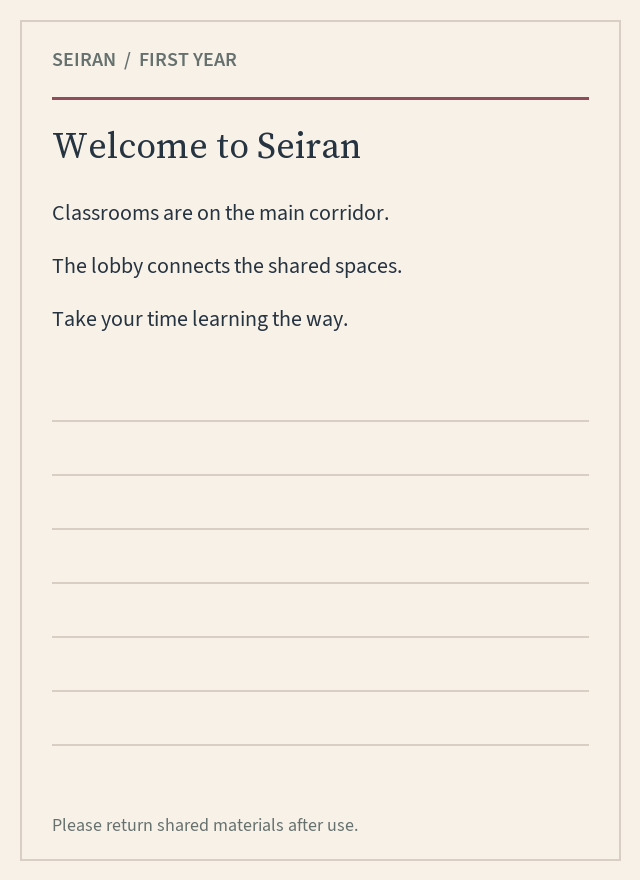 SEIRAN / FIRST YEAR
Welcome to Seiran
Classrooms are on the main corridor.
The lobby connects the shared spaces.
Take your time learning the way.
Please return shared materials after use.